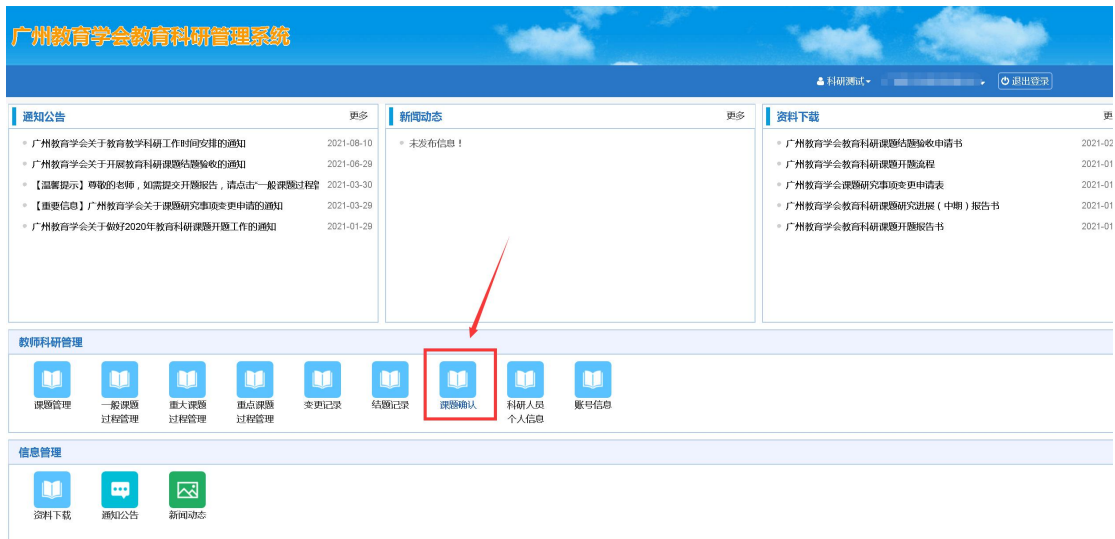 广州教育学会教育科研管理系统
科研测试
退出登录
通知公告 更多
广州教育学会关于教育教学科研工作时间安排的通知 2021-08-10
广州教育学会关于开展教育科研课题结题验收的通知 2021-06-29
【温馨提示】尊敬的老师，如需提交开题报告，请点击“一般课题过程管 2021-03-30
【重要信息】广州教育学会关于课题研究事项变更申请的通知 2021-03-29
广州教育学会关于做好2020年教育科研课题开题工作的通知 2021-01-29
新闻动态 更多
未发布信息！
资料下载 更
广州教育学会教育科研课题结题验收申请书 2021-02
广州教育学会教育科研课题开题流程 2021-01
广州教育学会课题研究事项变更申请表 2021-01
广州教育学会教育科研课题研究进展（中期）报告书 2021-01
广州教育学会教育科研课题开题报告书 2021-01
教师科研管理
课题管理
一般课题
过程管理
重大课题
过程管理
重点课题
过程管理
变更记录
结题记录
课题确认
科研人员
个人信息
账号信息
信息管理
资料下载
通知公告
新闻动态